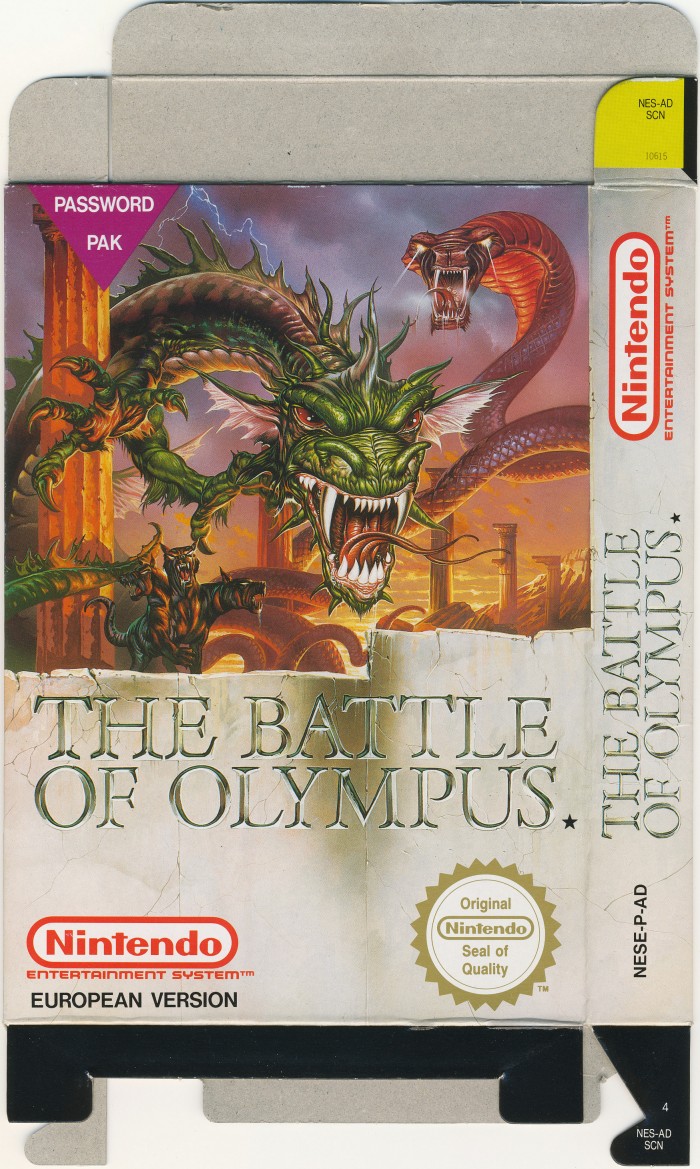 NES-AD
SCN
10615
PASSWORD
PAK
Nintendo
ENTERTAINMENT SYSTEM™
THE BATTLE
OF OLYMPUS.★
THE BATTLE
OF OLYMPUS.★
NESE-P-AD
Original
Nintendo
Seal of
Quality
™
Nintendo
ENTERTAINMENT SYSTEM™
EUROPEAN VERSION
4
NES-AD
SCN